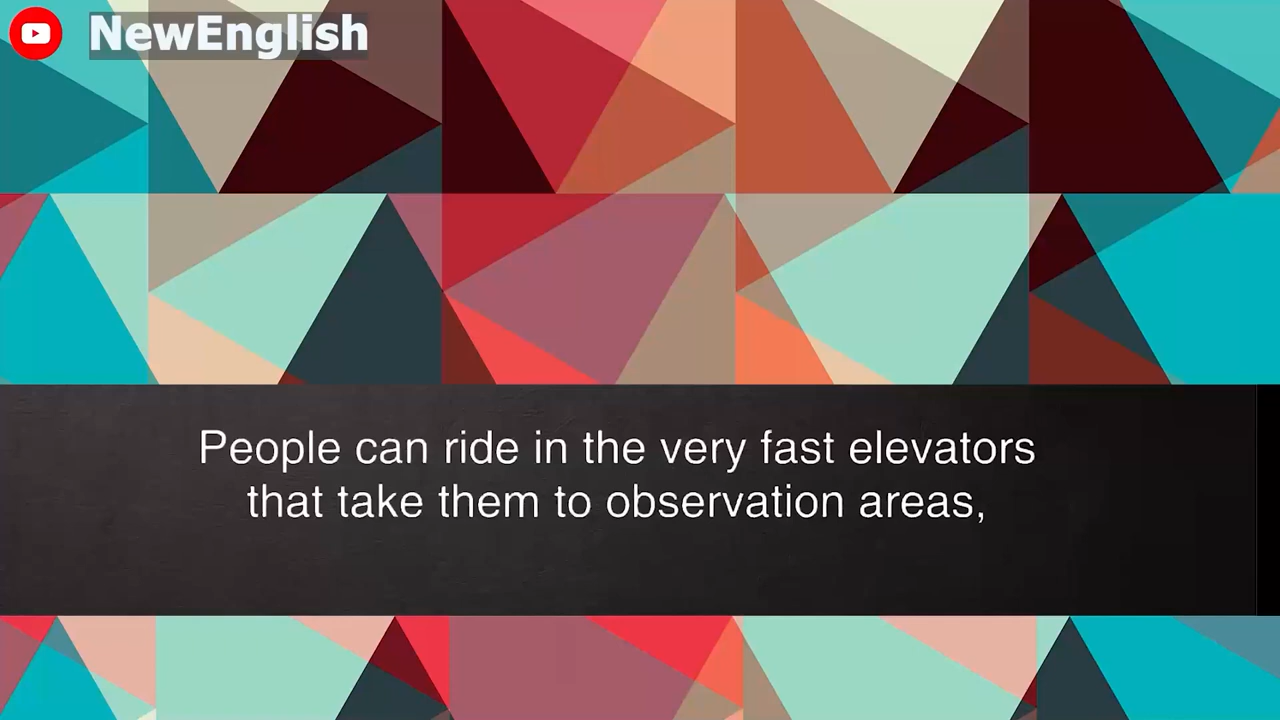 NewEnglish
People can ride in the very fast elevators
that take them to observation areas,